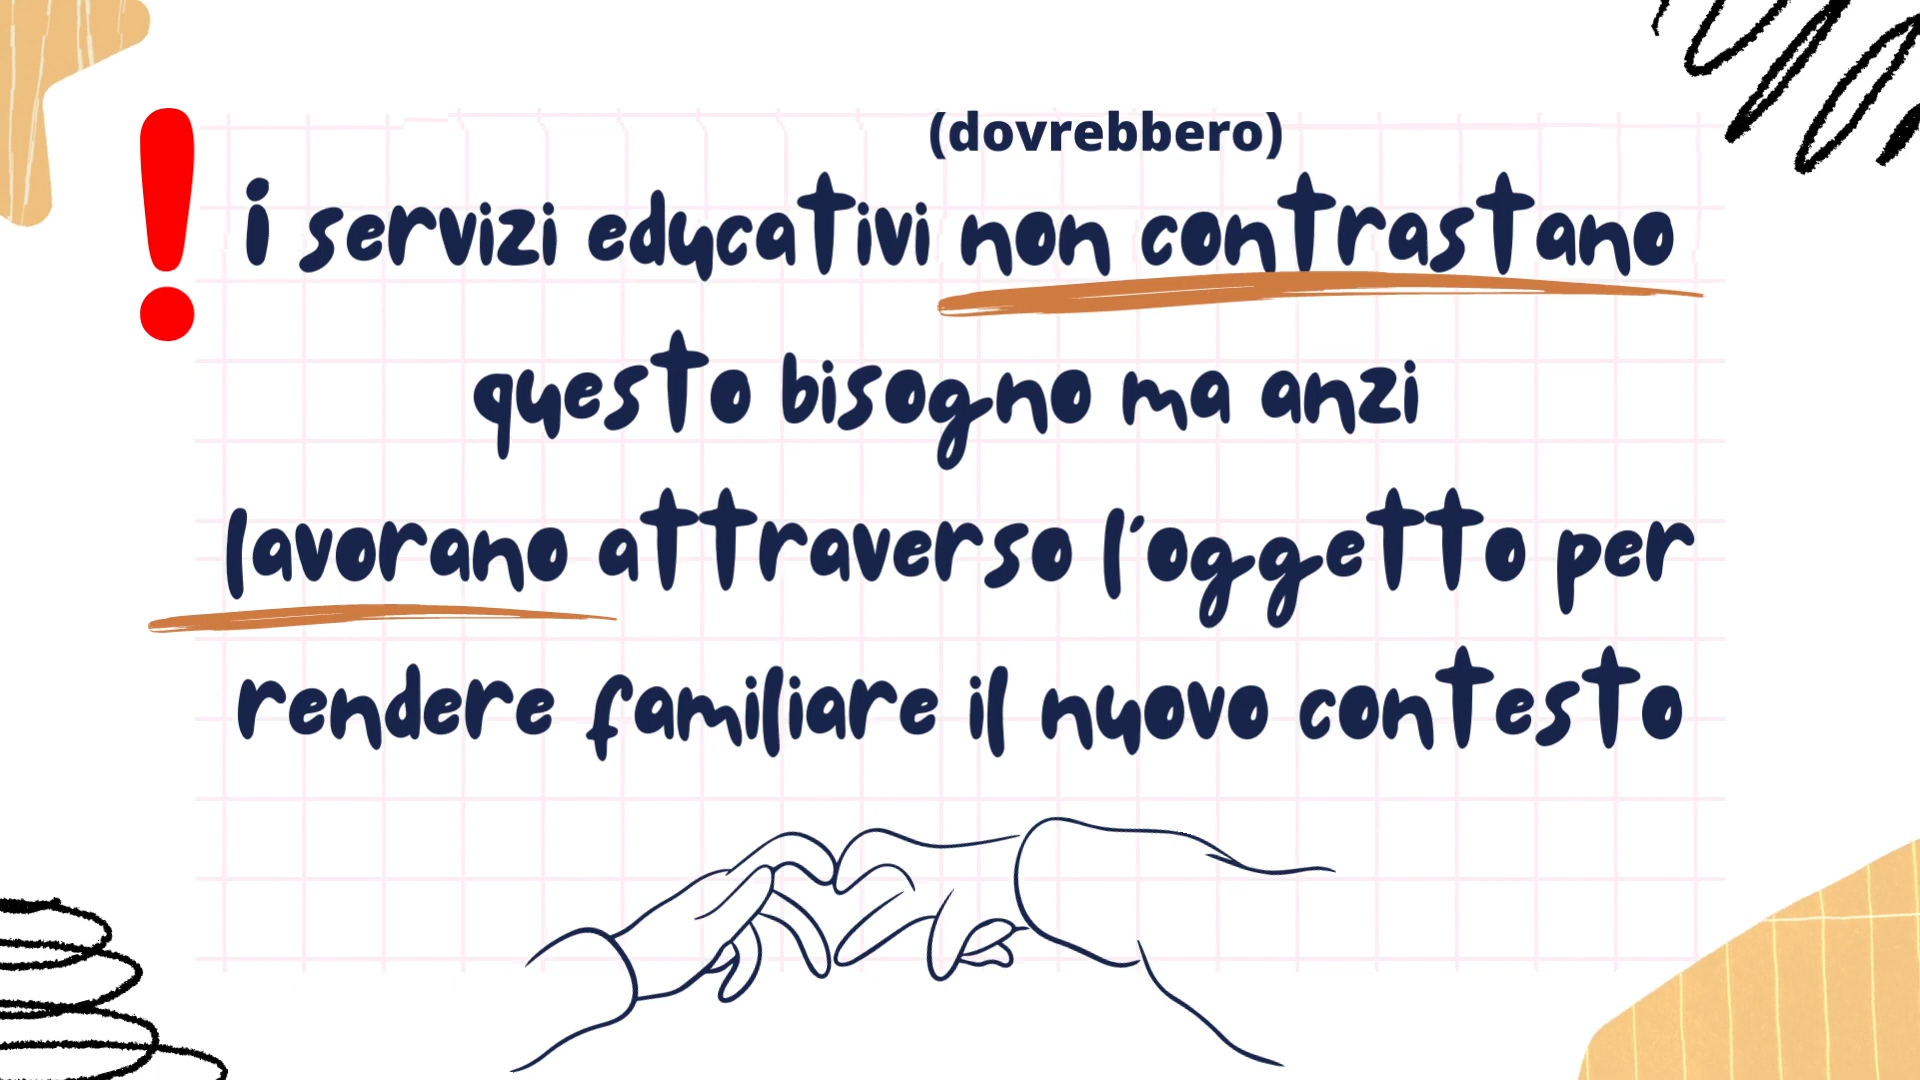 (dovrebbero)
i servizi educativi non contrastano
questo bisogno ma anzi
lavorano attraverso l'oggetto per
rendere familiare il nuovo contesto